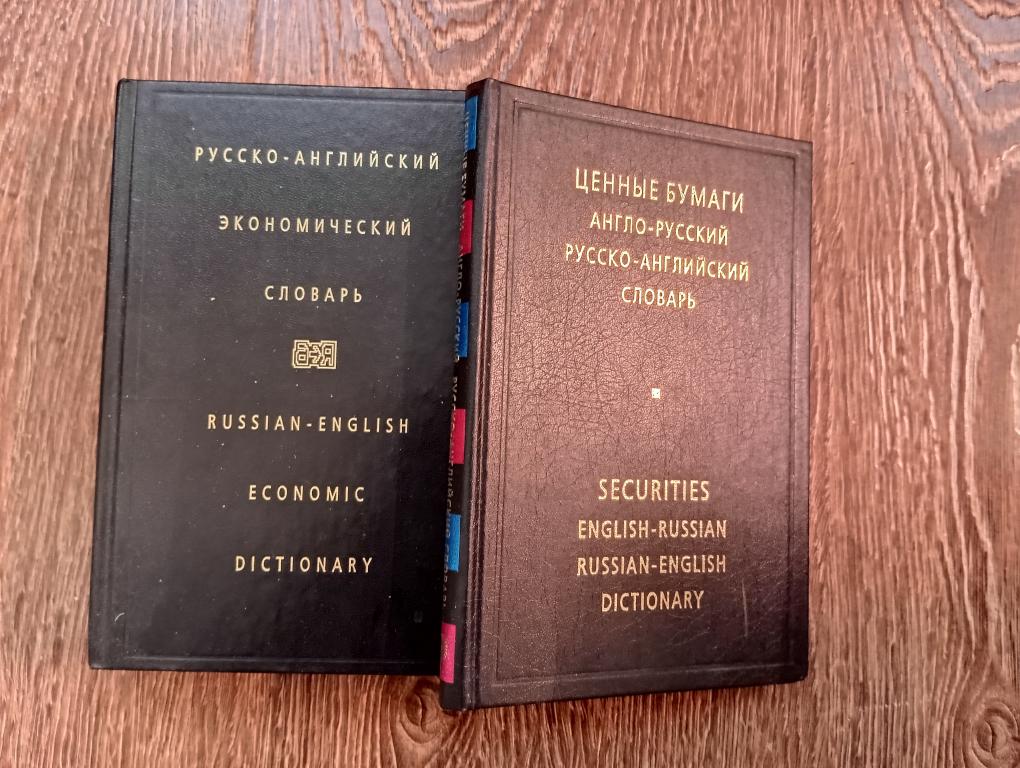 РУССКО-АНГЛИЙСКИЙ
ЭКОНОМИЧЕСКИЙ
СЛОВАРЬ
RUSSIAN-ENGLISH
ECONOMIC
DICTIONARY
ЦЕННЫЕ БУМАГИ
АНГЛО-РУССКИЙ
РУССКО-АНГЛИЙСКИЙ
СЛОВАРЬ
SECURITIES
ENGLISH-RUSSIAN
RUSSIAN-ENGLISH
DICTIONARY